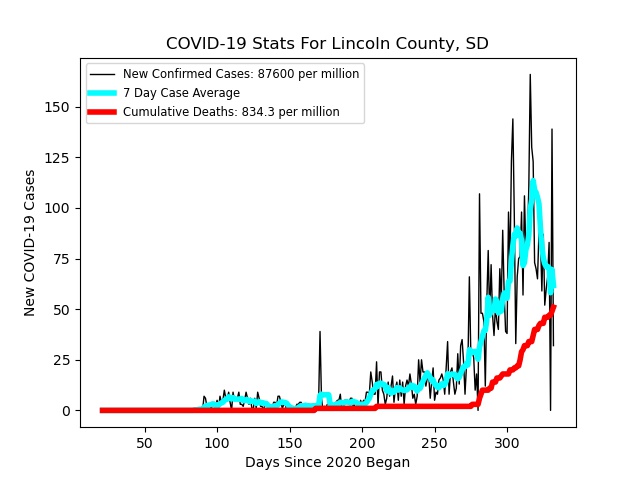 COVID-19 Stats For Lincoln County, SD
New Confirmed Cases: 87600 per million
7 Day Case Average
Cumulative Deaths: 834.3 per million
New COVID-19 Cases
150
125
100
75
50
25
0
50
100
150
200
250
300
Days Since 2020 Began